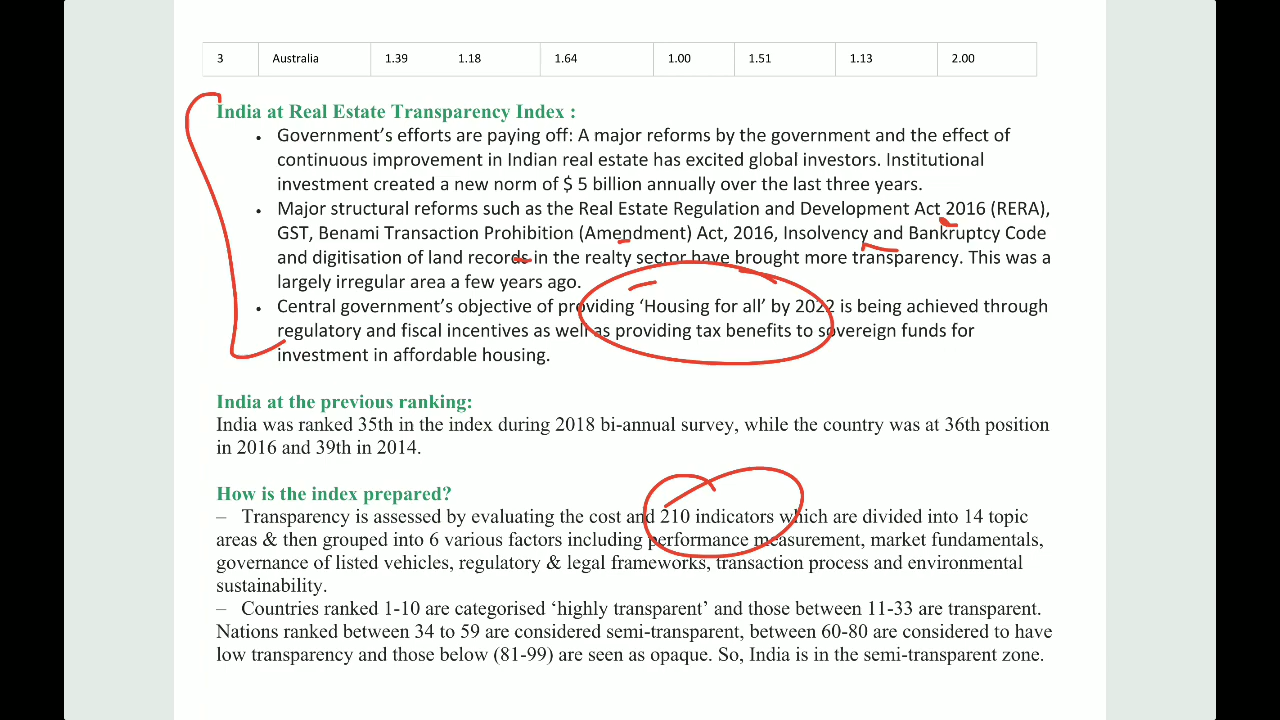 3 Australia 1.39 1.18 1.64 1.00 1.51 1.13 2.00
India at Real Estate Transparency Index :
• Government’s efforts are paying off: A major reforms by the government and the effect of
continuous improvement in Indian real estate has excited global investors. Institutional
investment created a new norm of $ 5 billion annually over the last three years.
• Major structural reforms such as the Real Estate Regulation and Development Act 2016 (RERA),
GST, Benami Transaction Prohibition (Amendment) Act, 2016, Insolvency and Bankruptcy Code
and digitisation of land records in the realty sector have brought more transparency. This was a
largely irregular area a few years ago.
• Central government’s objective of providing ‘Housing for all’ by 2022 is being achieved through
regulatory and fiscal incentives as well as providing tax benefits to sovereign funds for
investment in affordable housing.
India at the previous ranking:
India was ranked 35th in the index during 2018 bi-annual survey, while the country was at 36th position
in 2016 and 39th in 2014.
How is the index prepared?
– Transparency is assessed by evaluating the cost and 210 indicators which are divided into 14 topic
areas & then grouped into 6 various factors including performance measurement, market fundamentals,
governance of listed vehicles, regulatory & legal frameworks, transaction process and environmental
sustainability.
– Countries ranked 1-10 are categorised ‘highly transparent’ and those between 11-33 are transparent.
Nations ranked between 34 to 59 are considered semi-transparent, between 60-80 are considered to have
low transparency and those below (81-99) are seen as opaque. So, India is in the semi-transparent zone.